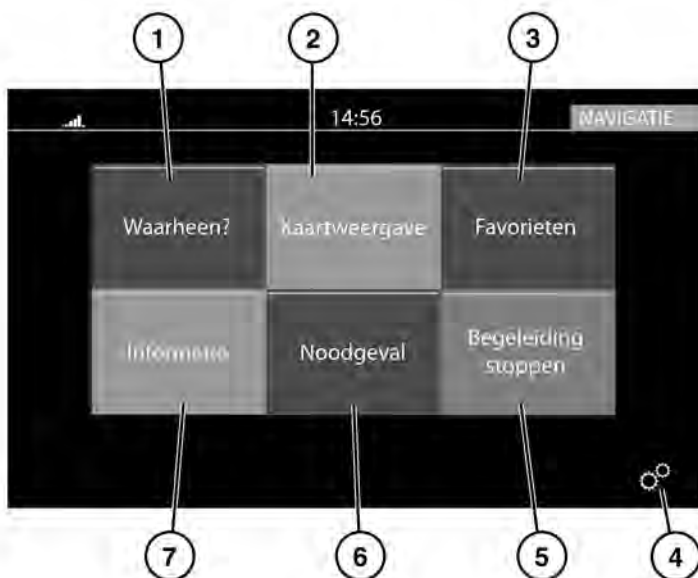 1 2 3
14:56 NAVIGATIE
Waarheen? Kaartweergave Favorieten
Informatie Noodgeval Begeleiding
stoppen
7 6 5 4